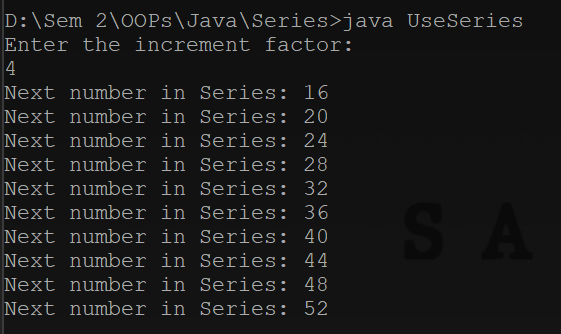 D:\Sem 2\OOPs\Java\Series>java UseSeries
Enter the increment factor:
4
Next number in Series: 16
Next number in Series: 20
Next number in Series: 24
Next number in Series: 28
Next number in Series: 32
Next number in Series: 36
Next number in Series: 40
Next number in Series: 44
Next number in Series: 48
Next number in Series: 52
S A